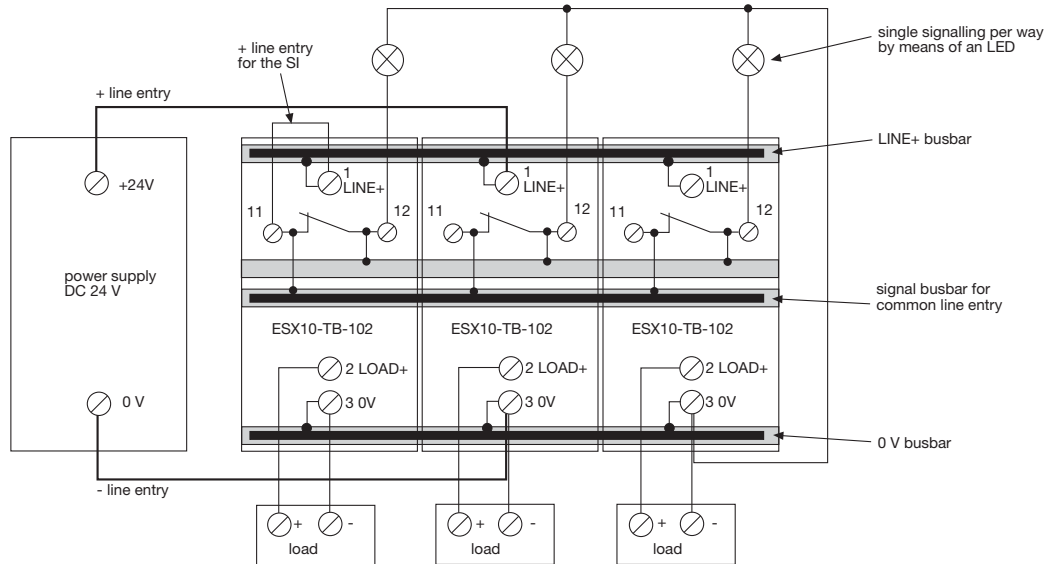 single signalling per way
by means of an LED
+ line entry
for the SI
+ line entry
LINE+ busbar
+24V
1
LINE+
1
LINE+
1
LINE+
11
12
11
12
11
12
power supply
DC 24 V
signal busbar for
common line entry
ESX10-TB-102
ESX10-TB-102
ESX10-TB-102
2 LOAD+
2 LOAD+
2 LOAD+
0 V
3 0V
3 0V
3 0V
0 V busbar
- line entry
+ -
+ -
+ -
load
load
load